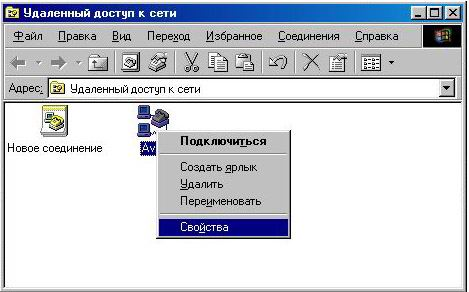 Удаленный доступ к сети
Файл Правка Вид Переход Избранное Соединения Справка
Адрес: Удаленный доступ к сети
Новое соединение
Подключиться
Создать ярлык
Удалить
Переименовать
Свойства